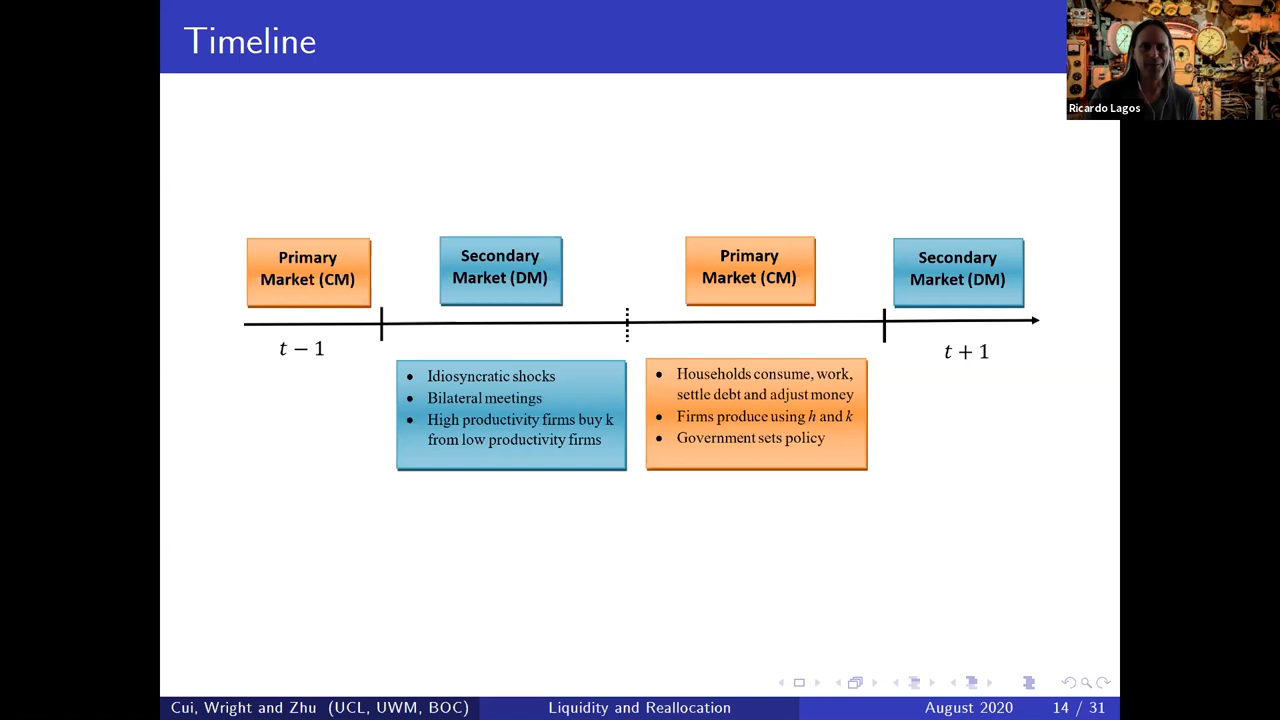 Timeline
Ricardo Lagos
Primary
Market (CM)
Secondary
Market (DM)
Primary
Market (CM)
Secondary
Market (DM)
t − 1
t + 1
• Idiosyncratic shocks
• Bilateral meetings
• High productivity firms buy k
from low productivity firms
• Households consume, work,
settle debt and adjust money
• Firms produce using h and k
• Government sets policy
Cui, Wright and Zhu (UCL, UWM, BOC)
Liquidity and Reallocation
August 2020
14 / 31